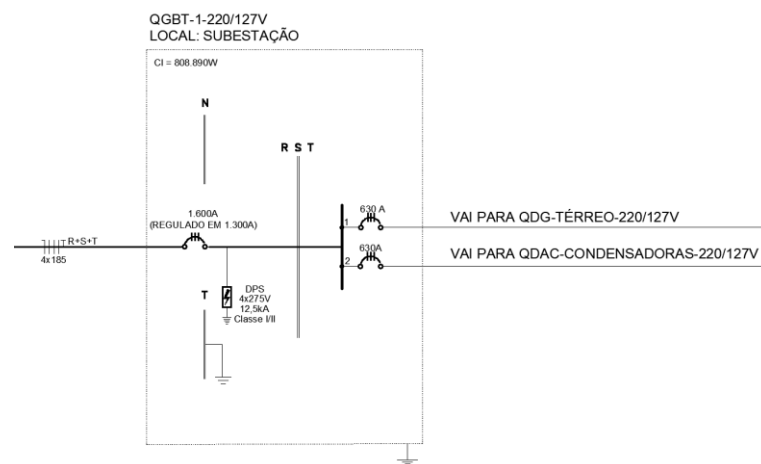 QGBT-1-220/127V
LOCAL: SUBESTAÇÃO
CI = 808.890W
N
R S T
1.600A
(REGULADO EM 1.300A)
R+S+T
4x185
630 A
1
VAI PARA QDG-TÉRREO-220/127V
630A
2
VAI PARA QDAC-CONDENSADORAS-220/127V
T
DPS
4x275V
12,5kA
Classe I/II